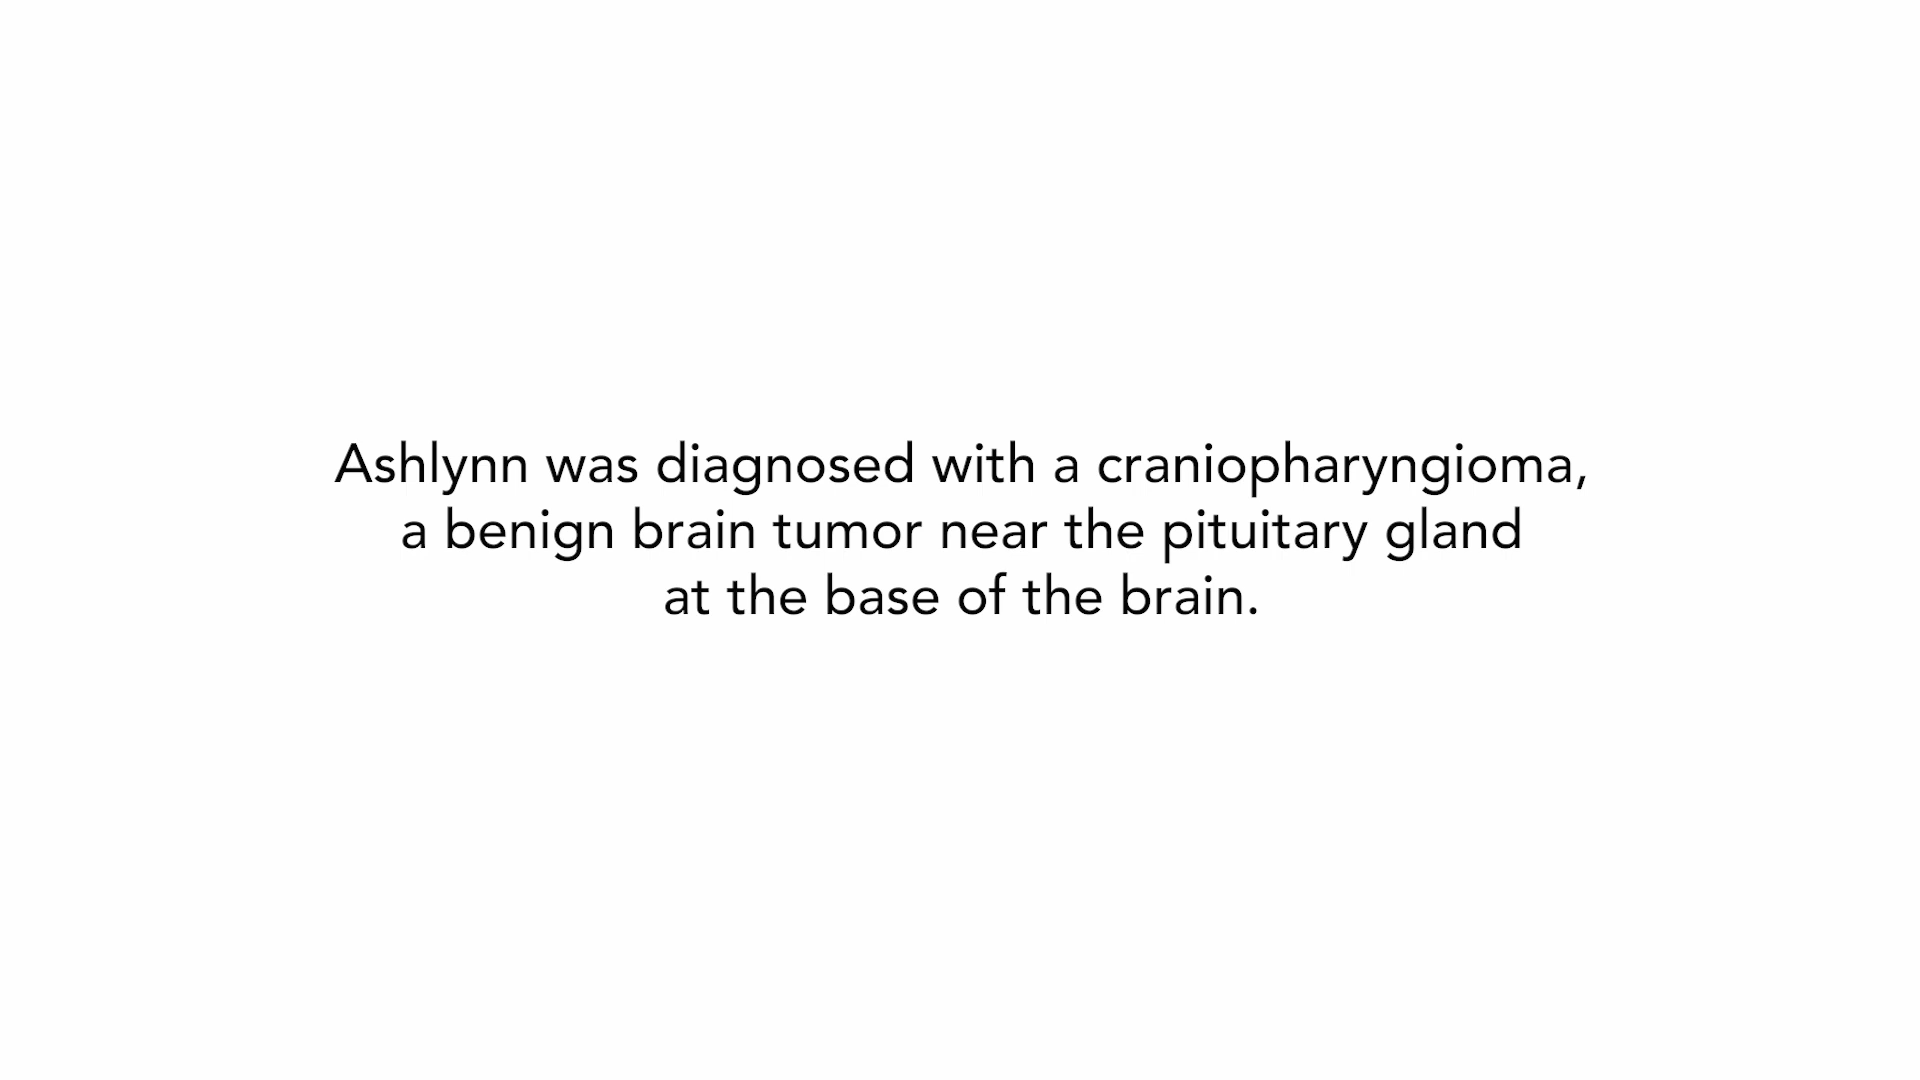 Ashlynn was diagnosed with a craniopharyngioma,
a benign brain tumor near the pituitary gland
at the base of the brain.